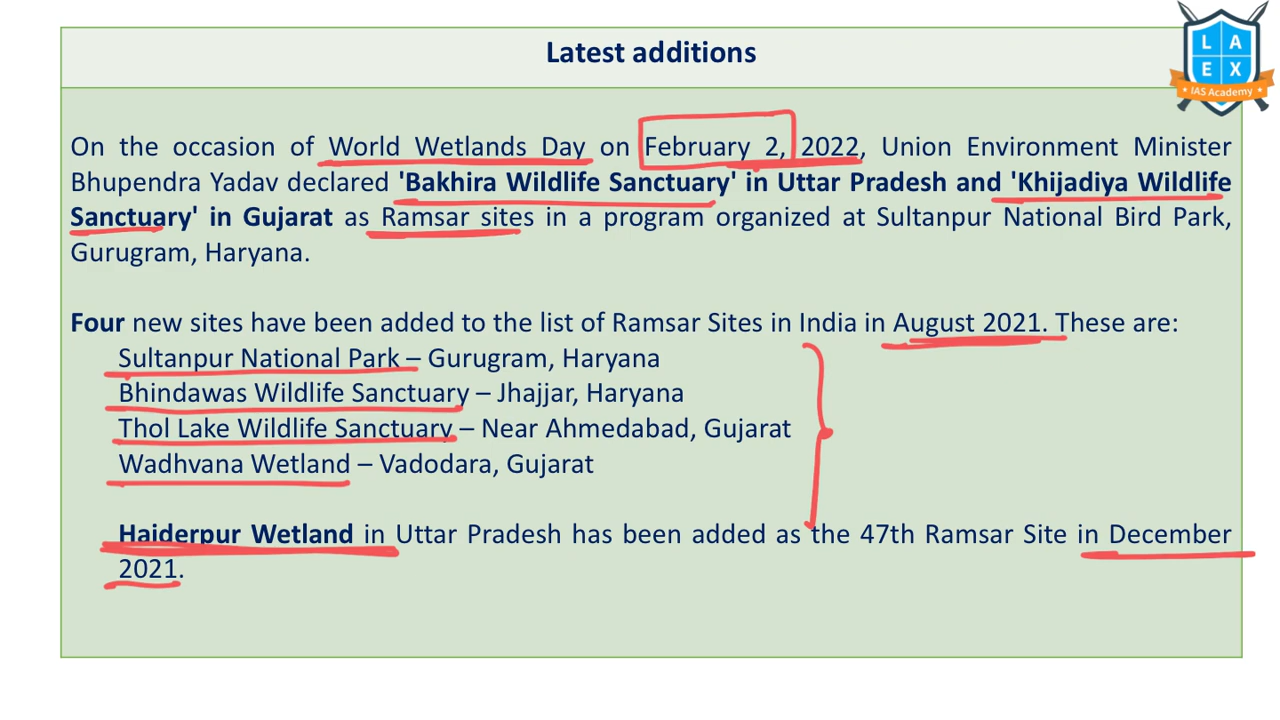 Latest additions
L A
E X
IAS Academy
On the occasion of World Wetlands Day on February 2, 2022, Union Environment Minister
Bhupendra Yadav declared 'Bakhira Wildlife Sanctuary' in Uttar Pradesh and 'Khijadiya Wildlife
Sanctuary' in Gujarat as Ramsar sites in a program organized at Sultanpur National Bird Park,
Gurugram, Haryana.
Four new sites have been added to the list of Ramsar Sites in India in August 2021. These are:
Sultanpur National Park – Gurugram, Haryana
Bhindawas Wildlife Sanctuary – Jhajjar, Haryana
Thol Lake Wildlife Sanctuary – Near Ahmedabad, Gujarat
Wadhvana Wetland – Vadodara, Gujarat
Haiderpur Wetland in Uttar Pradesh has been added as the 47th Ramsar Site in December
2021.